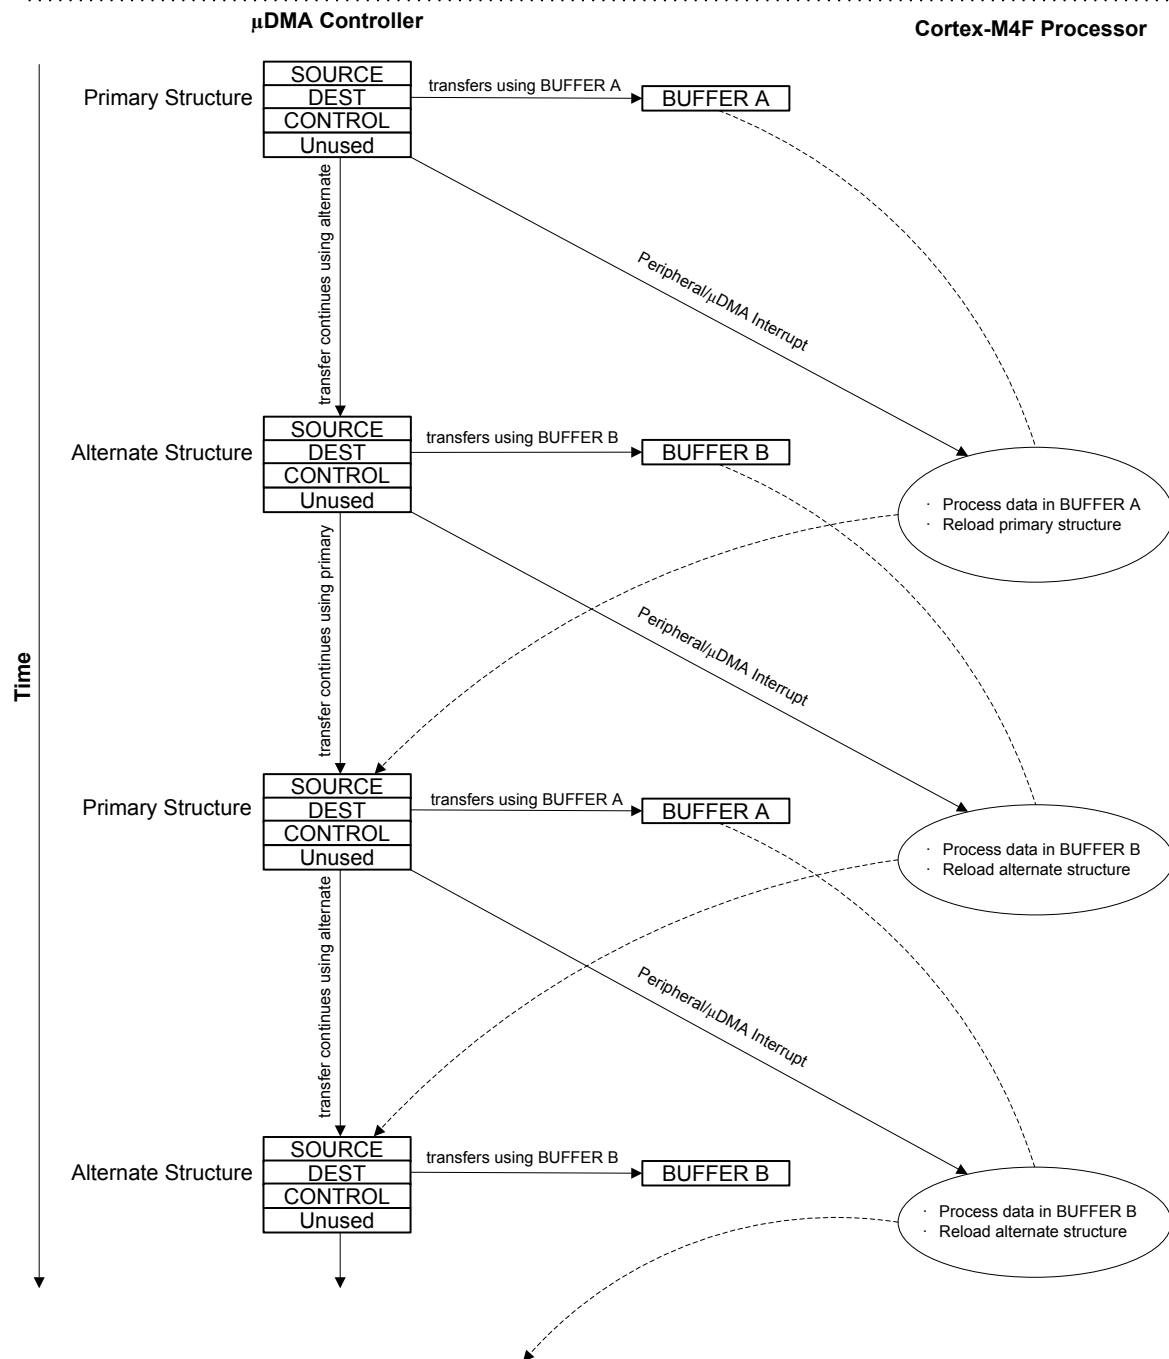 µDMA Controller
Cortex-M4F Processor
Time
Primary Structure
SOURCE
DEST
CONTROL
Unused
transfers using BUFFER A
BUFFER A
transfer continues using alternate
Peripheral/µDMA Interrupt
Alternate Structure
SOURCE
DEST
CONTROL
Unused
transfers using BUFFER B
BUFFER B
· Process data in BUFFER A
· Reload primary structure
transfer continues using primary
Peripheral/µDMA Interrupt
Primary Structure
SOURCE
DEST
CONTROL
Unused
transfers using BUFFER A
BUFFER A
· Process data in BUFFER B
· Reload alternate structure
transfer continues using alternate
Peripheral/µDMA Interrupt
Alternate Structure
SOURCE
DEST
CONTROL
Unused
transfers using BUFFER B
BUFFER B
· Process data in BUFFER B
· Reload alternate structure